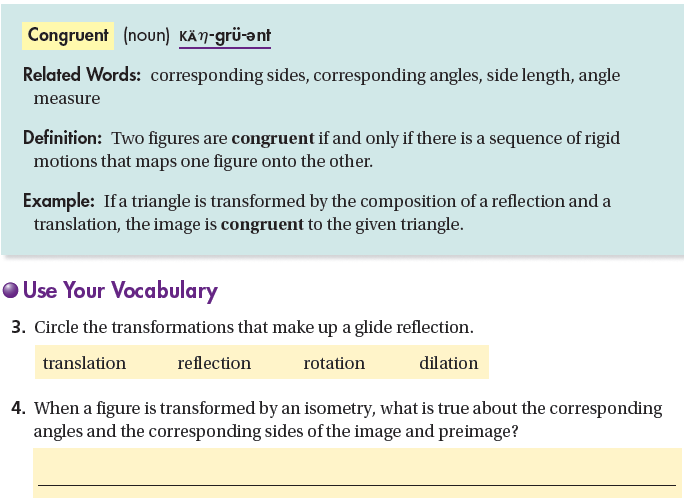 Congruent (noun) KÄŋ-grü-ənt
Related Words: corresponding sides, corresponding angles, side length, angle
measure
Definition: Two figures are congruent if and only if there is a sequence of rigid
motions that maps one figure onto the other.
Example: If a triangle is transformed by the composition of a reflection and a
translation, the image is congruent to the given triangle.
Use Your Vocabulary
3. Circle the transformations that make up a glide reflection.
translation reflection rotation dilation
4. When a figure is transformed by an isometry, what is true about the corresponding
angles and the corresponding sides of the image and preimage?